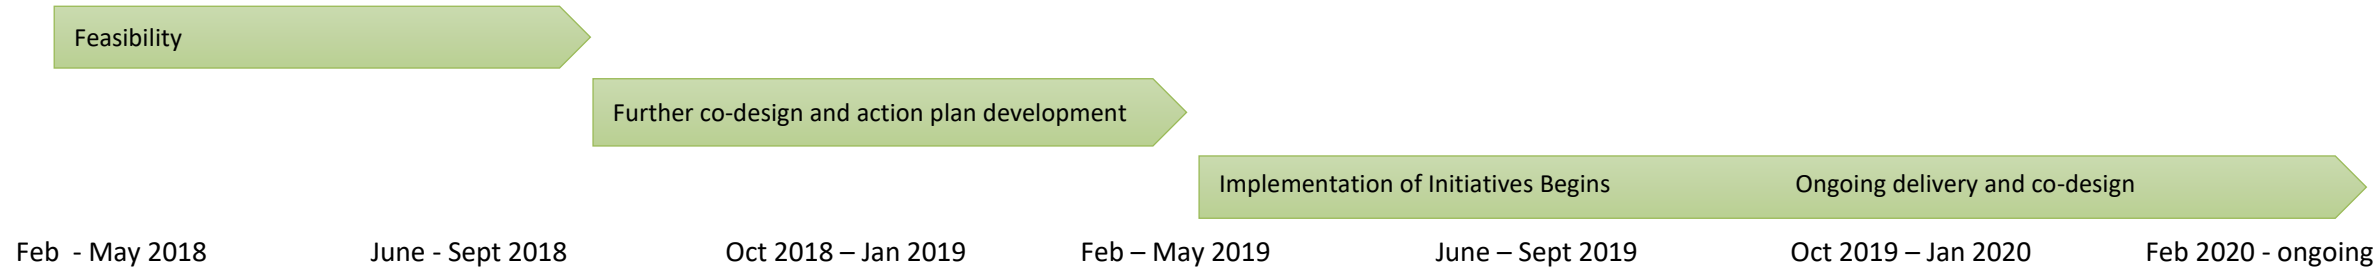 Feasibility
Further co-design and action plan development
Implementation of Initiatives Begins Ongoing delivery and co-design
Feb - May 2018 June - Sept 2018 Oct 2018 – Jan 2019 Feb – May 2019 June – Sept 2019 Oct 2019 – Jan 2020 Feb 2020 - ongoing